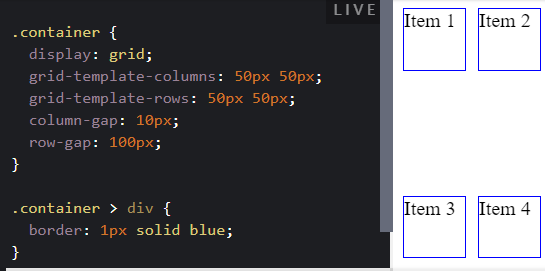 LIVE
.container {
  display: grid;
  grid-template-columns: 50px 50px;
  grid-template-rows: 50px 50px;
  column-gap: 10px;
  row-gap: 100px;
}
.container > div {
  border: 1px solid blue;
}
Item 1 Item 2
Item 3 Item 4